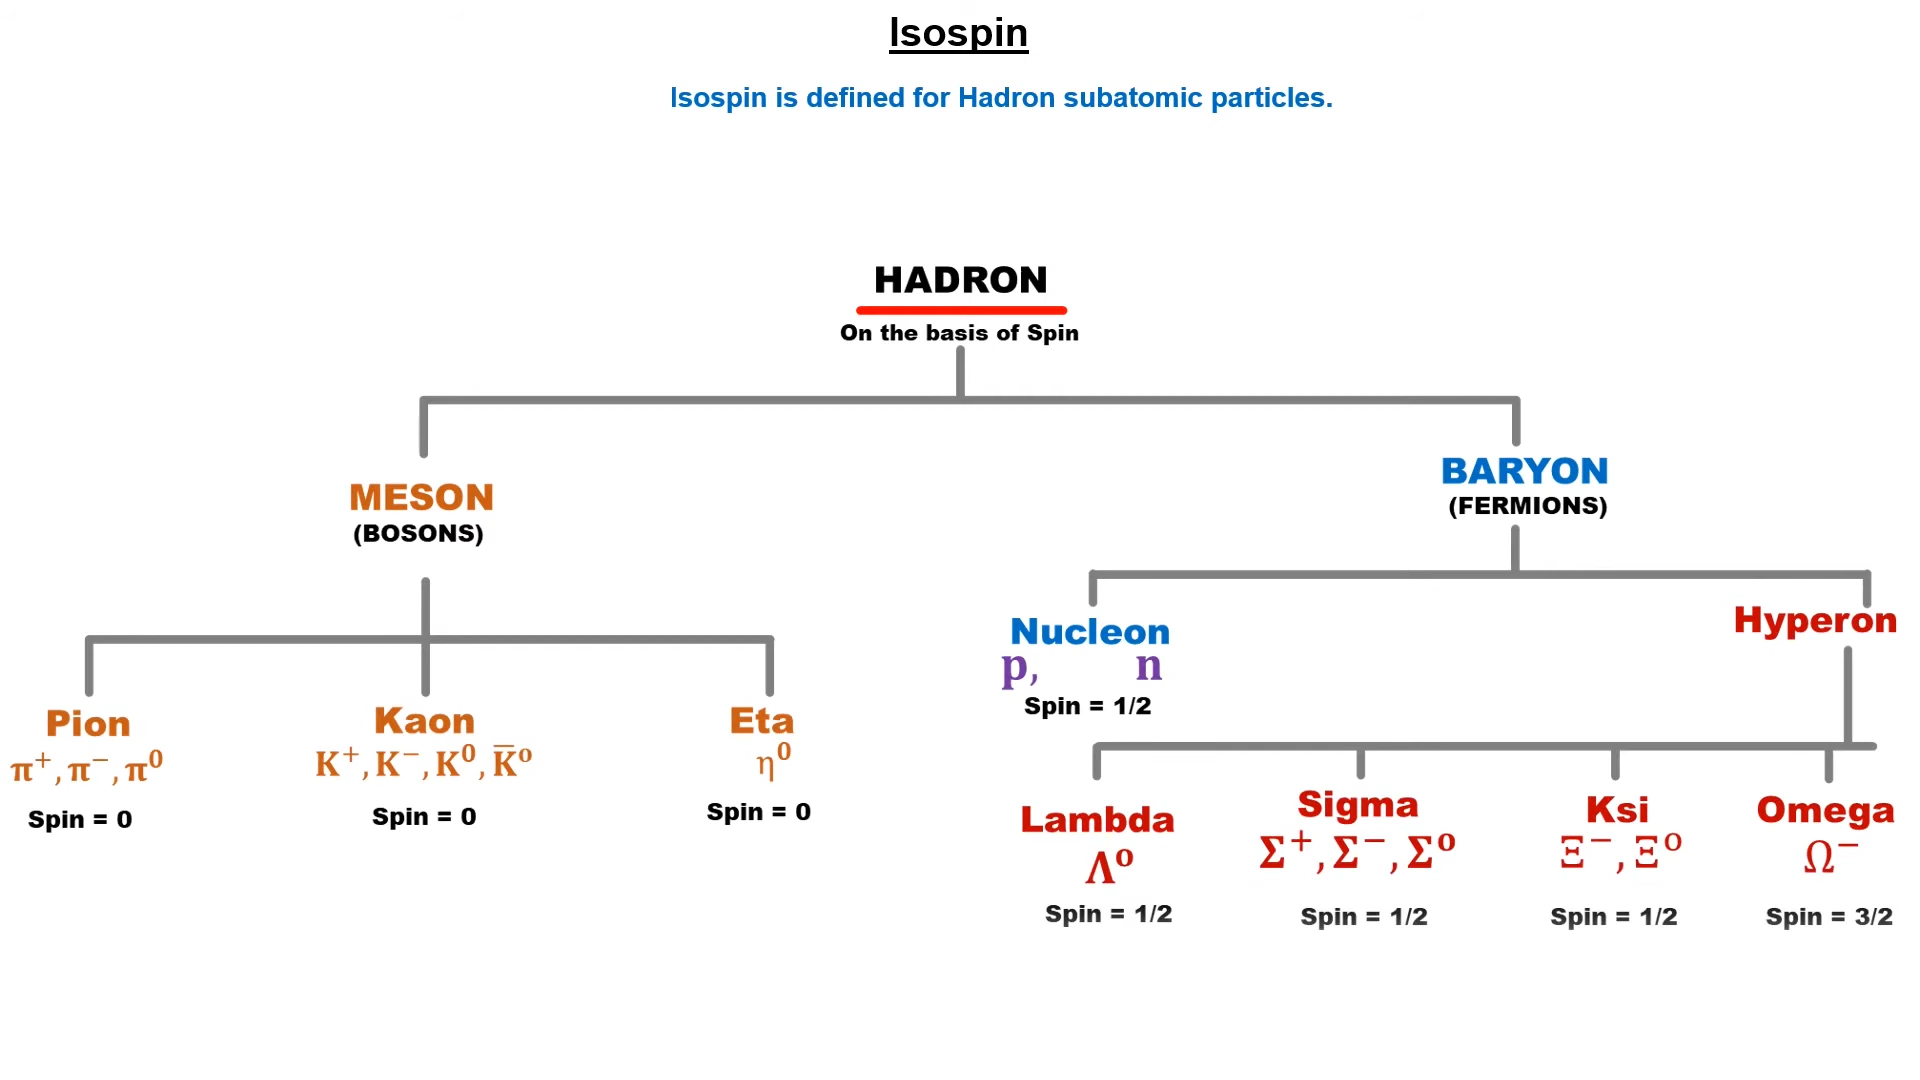 Isospin
Isospin is defined for Hadron subatomic particles.
HADRON
On the basis of Spin
MESON
(BOSONS)
BARYON
(FERMIONS)
Pion
π⁺, π⁻, π⁰
Spin = 0
Kaon
K⁺, K⁻, K⁰, K̅⁰
Spin = 0
Eta
η⁰
Spin = 0
Nucleon
p, n
Spin = 1/2
Hyperon
Lambda
Λ⁰
Spin = 1/2
Sigma
Σ⁺, Σ⁻, Σ⁰
Spin = 1/2
Ksi
Ξ⁻, Ξ⁰
Spin = 1/2
Omega
Ω⁻
Spin = 3/2